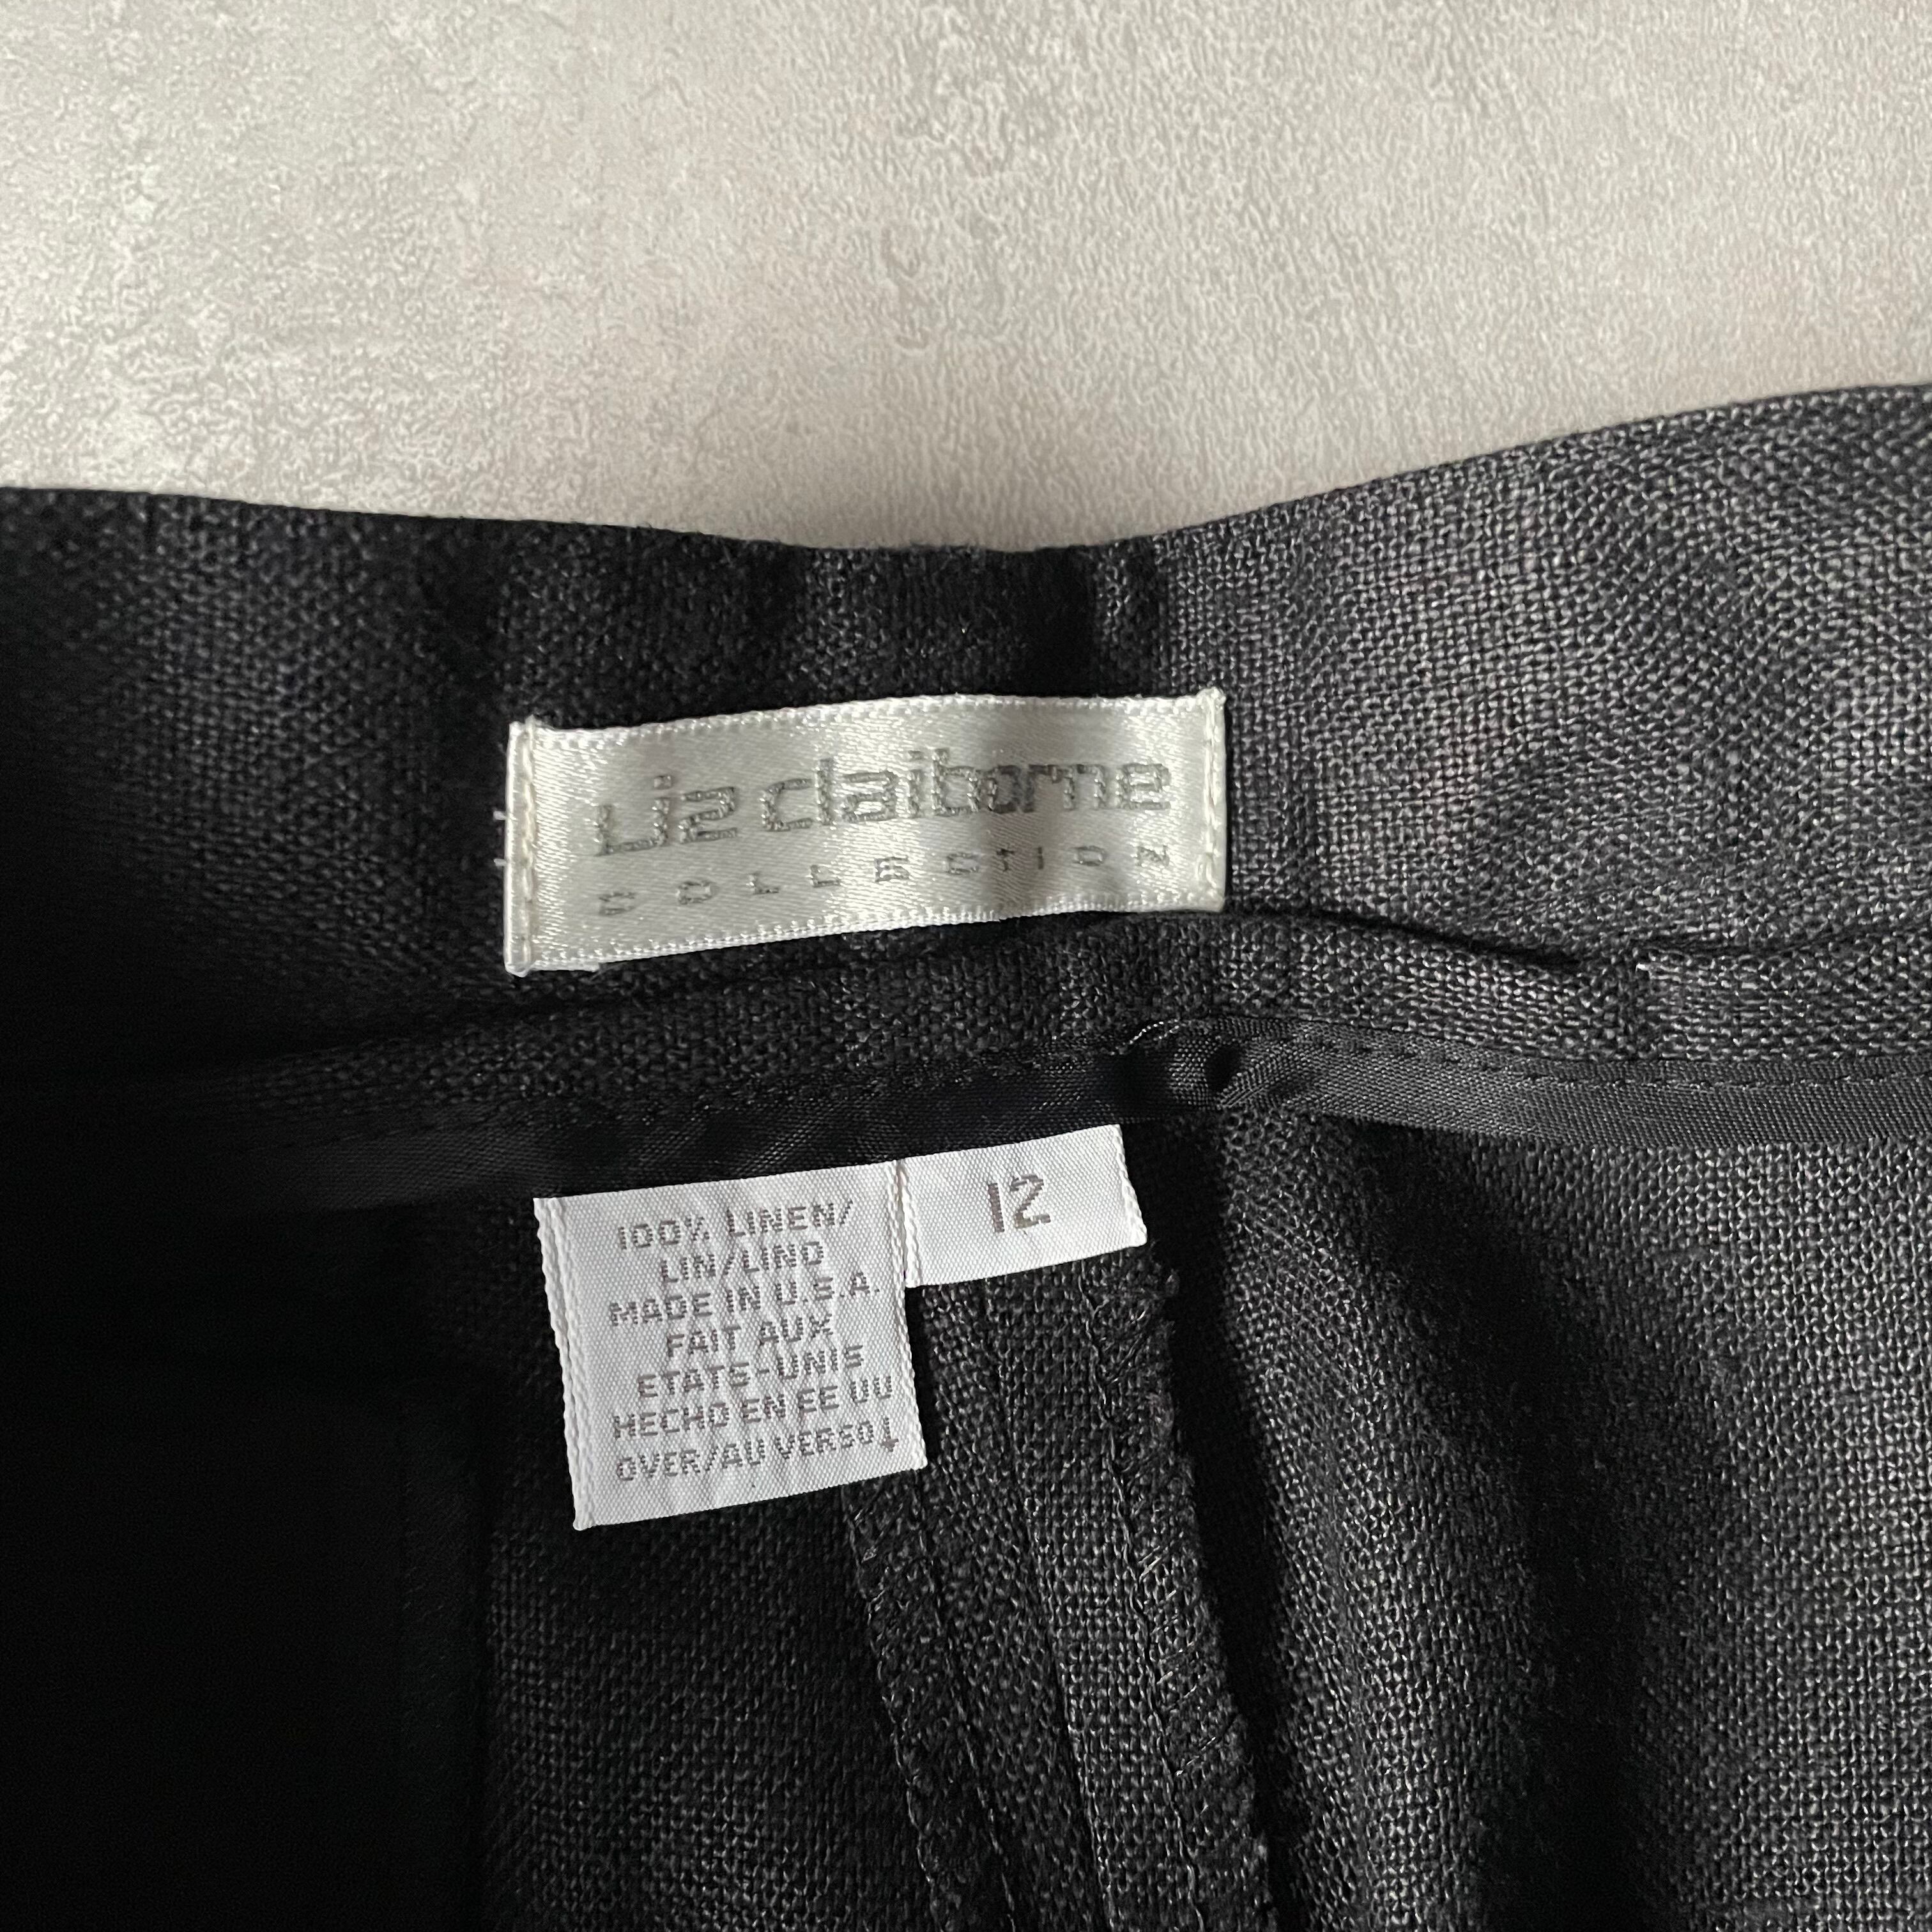 Liz claiborne
COLLECTION
12
100% LINEN/
LIN/LINO
MADE IN U.S.A.
FAIT AUX
ETATS-UNIS
HECHO EN EE UU
OVER/AU VERSO↓